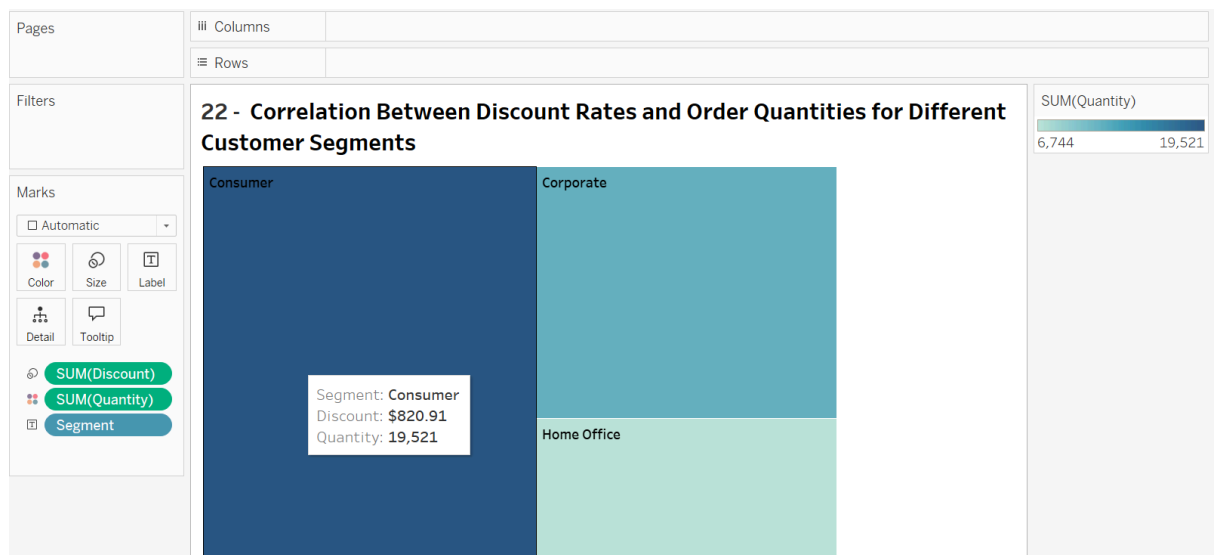 Pages
Columns
Rows
Filters
22 - Correlation Between Discount Rates and Order Quantities for Different
Customer Segments
SUM(Quantity)
6,744 19,521
Marks
Automatic
Color Size Label
Detail Tooltip
SUM(Discount)
SUM(Quantity)
Segment
Consumer
Corporate
Segment: Consumer
Discount: $820.91
Quantity: 19,521
Home Office